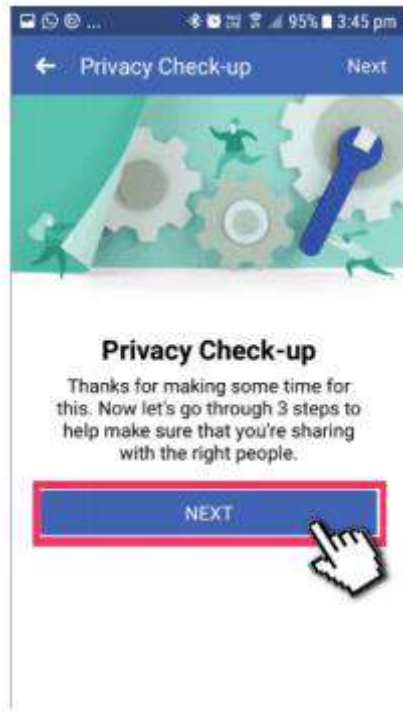 ... 95% 3:45 pm
Privacy Check-up Next
Privacy Check-up
Thanks for making some time for
this. Now let's go through 3 steps to
help make sure that you're sharing
with the right people.
NEXT